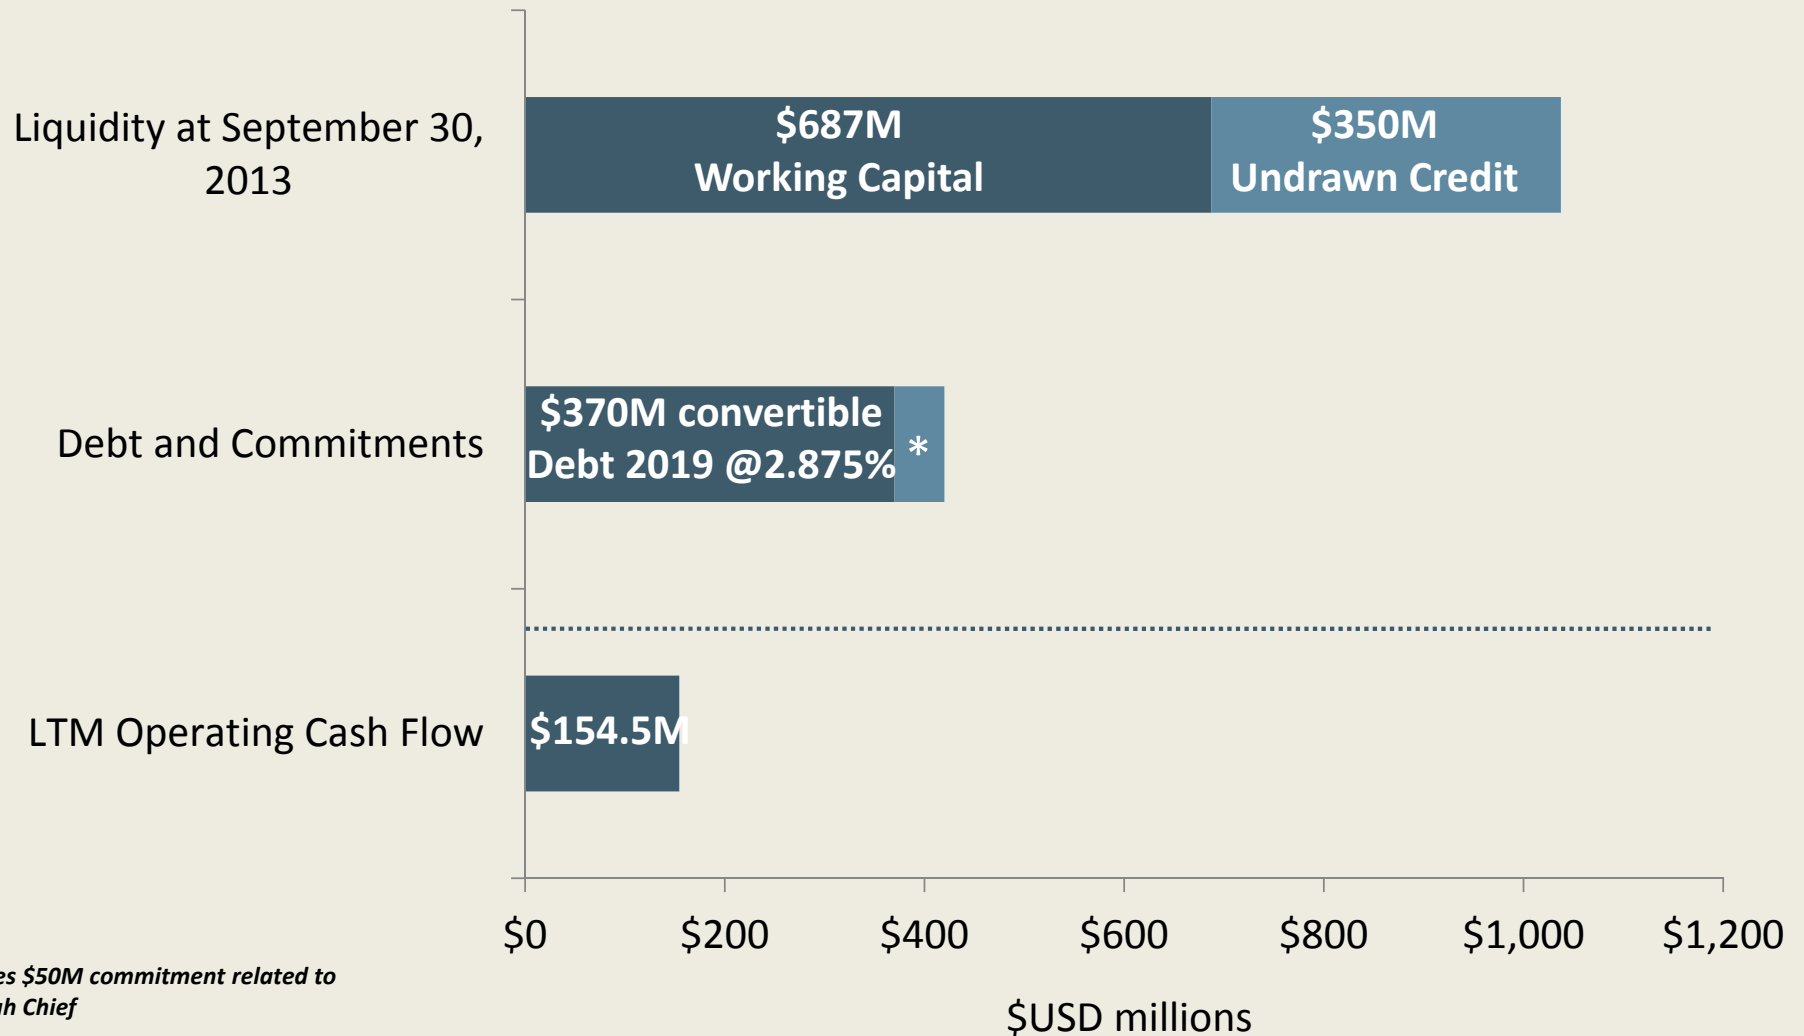 Liquidity at September 30,
2013
$687M
Working Capital
$350M
Undrawn Credit
Debt and Commitments
$370M convertible
Debt 2019 @2.875%
*
LTM Operating Cash Flow
$154.5M
$0 $200 $400 $600 $800 $1,000 $1,200
$USD millions
$50M commitment related to
Chief